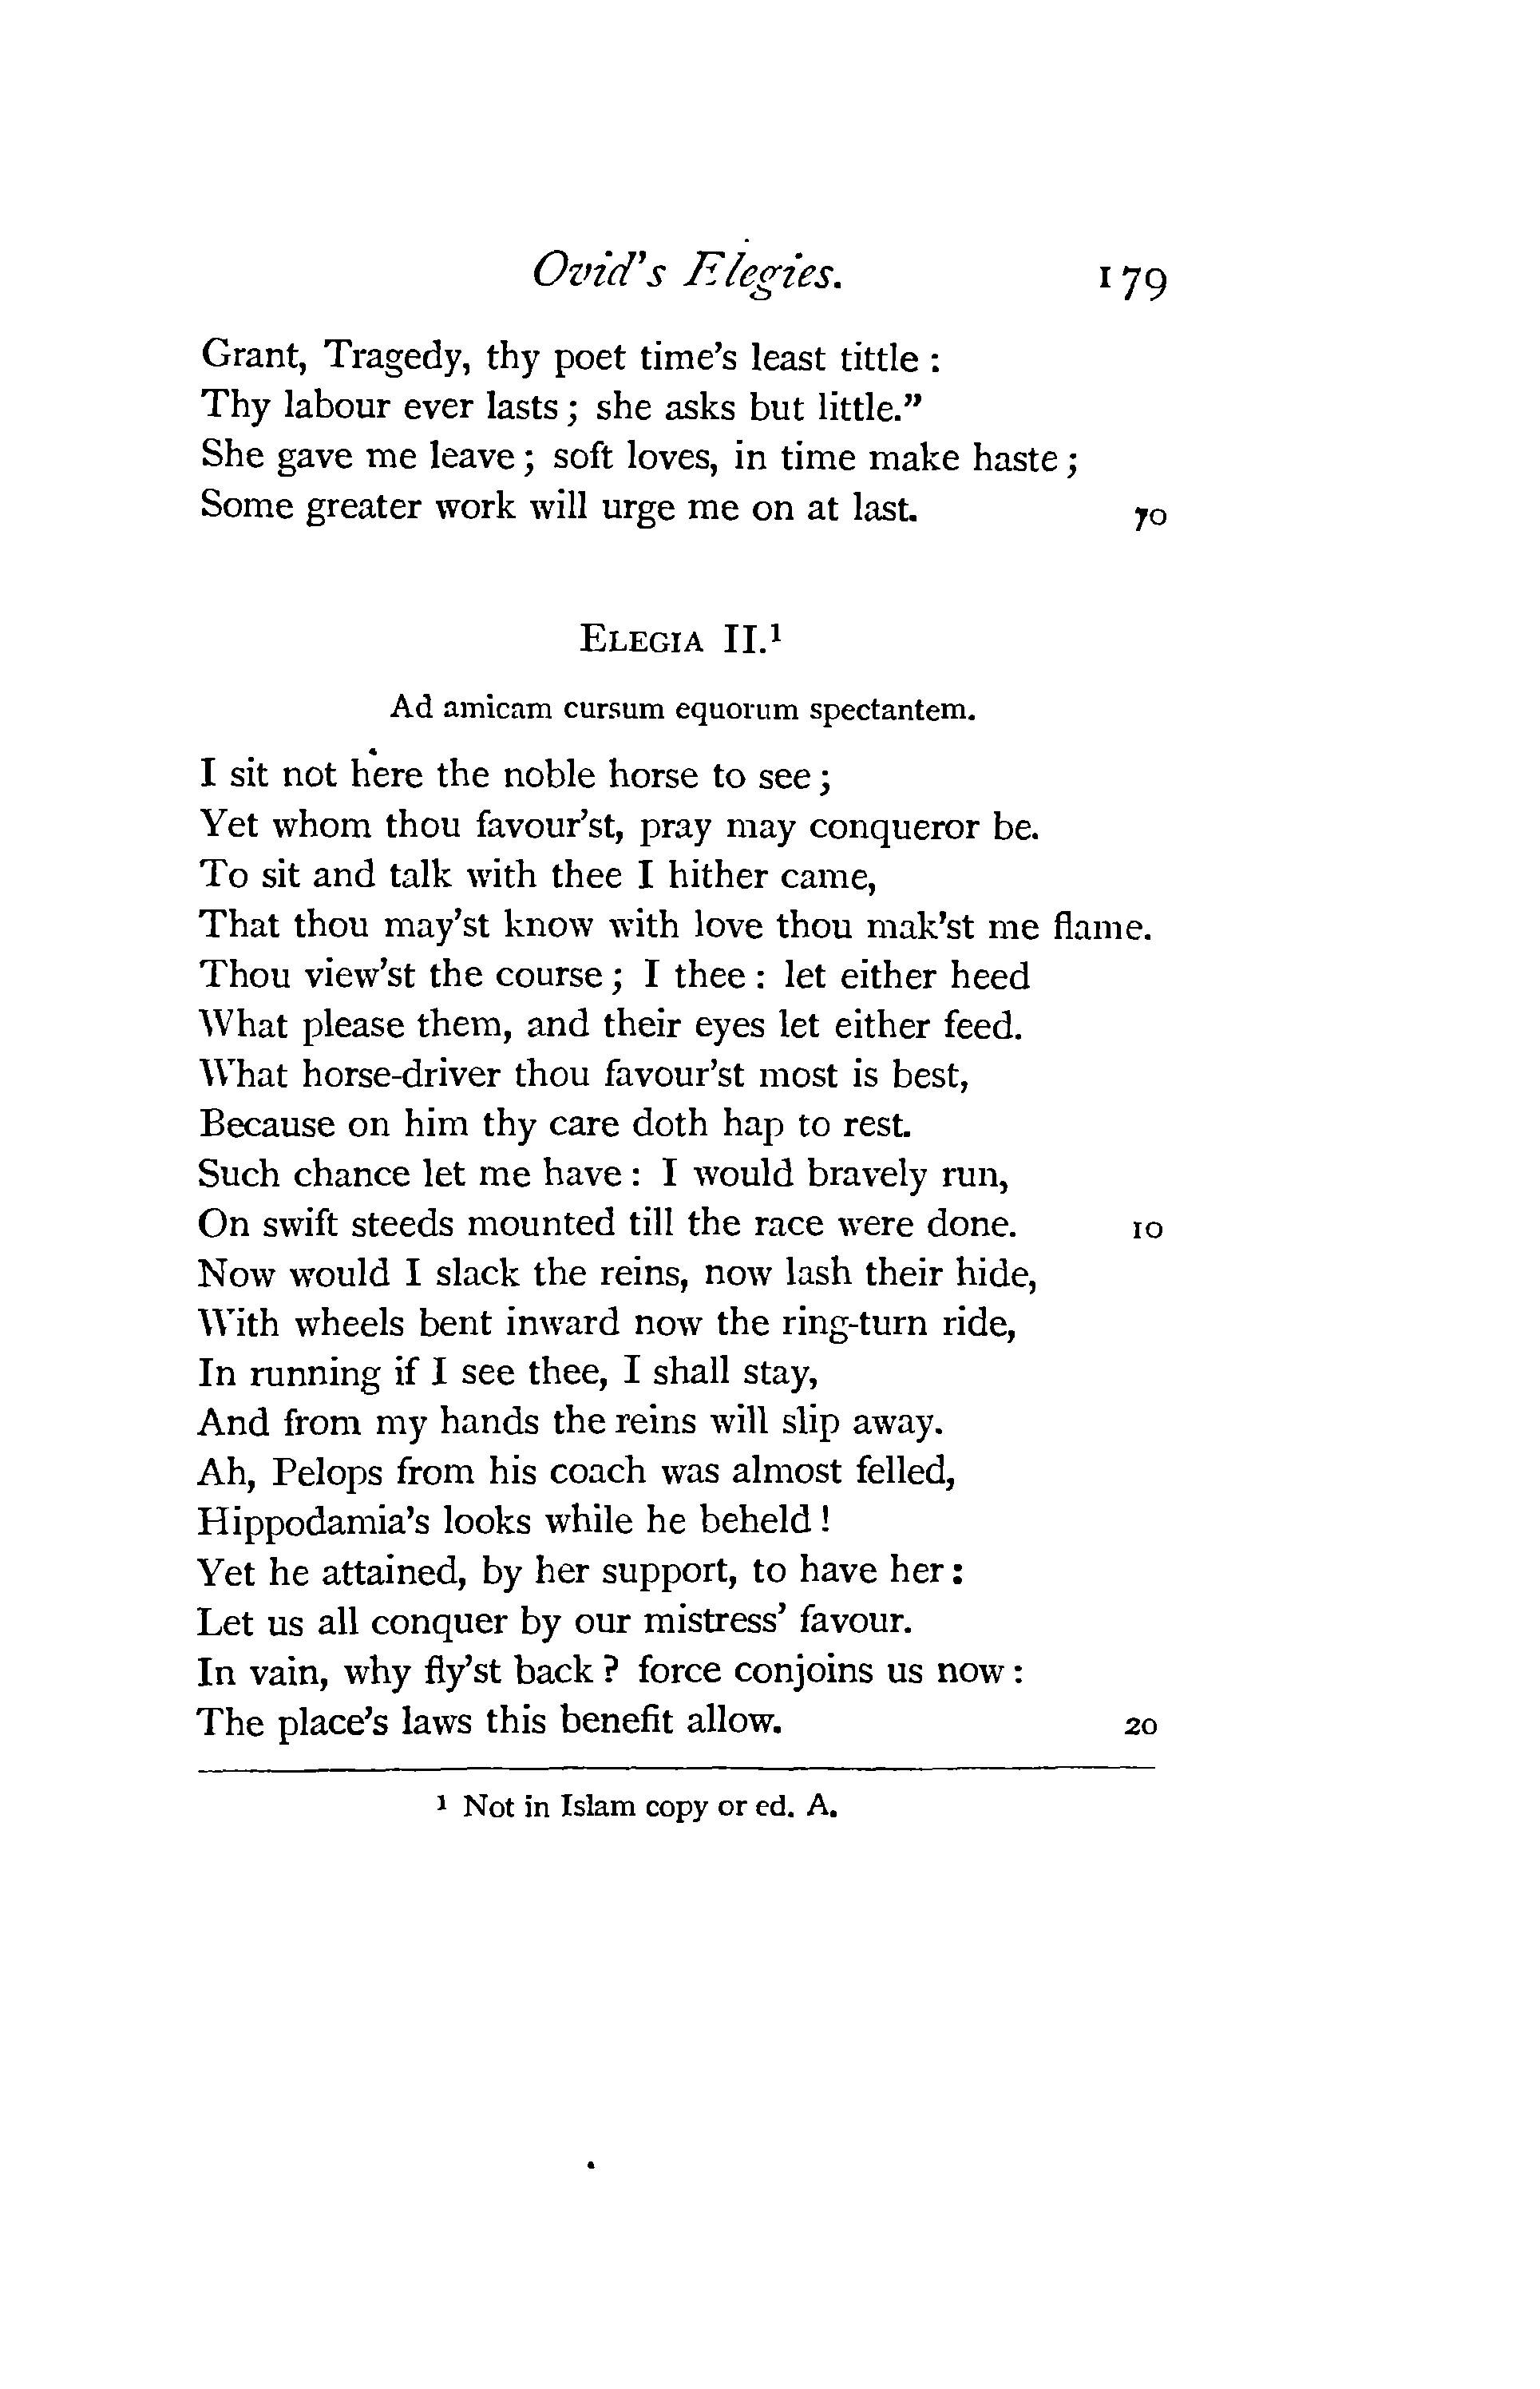 Ovid's Elegies. 179
Grant, Tragedy, thy poet time's least tittle :
Thy labour ever lasts ; she asks but little.”
She gave me leave ; soft loves, in time make haste ;
Some greater work will urge me on at last. 70
ELEGIA II.¹
Ad amicam cursum equorum spectantem.
I sit not here the noble horse to see ;
Yet whom thou favour'st, pray may conqueror be.
To sit and talk with thee I hither came,
That thou may'st know with love thou mak'st me flame.
Thou view'st the course ; I thee : let either heed
What please them, and their eyes let either feed.
What horse-driver thou favour'st most is best,
Because on him thy care doth hap to rest.
Such chance let me have : I would bravely run,
On swift steeds mounted till the race were done. 10
Now would I slack the reins, now lash their hide,
With wheels bent inward now the ring-turn ride,
In running if I see thee, I shall stay,
And from my hands the reins will slip away.
Ah, Pelops from his coach was almost felled,
Hippodamia's looks while he beheld !
Yet he attained, by her support, to have her :
Let us all conquer by our mistress' favour.
In vain, why fly'st back ? force conjoins us now :
The place's laws this benefit allow. 20
¹ Not in Islam copy or ed. A.